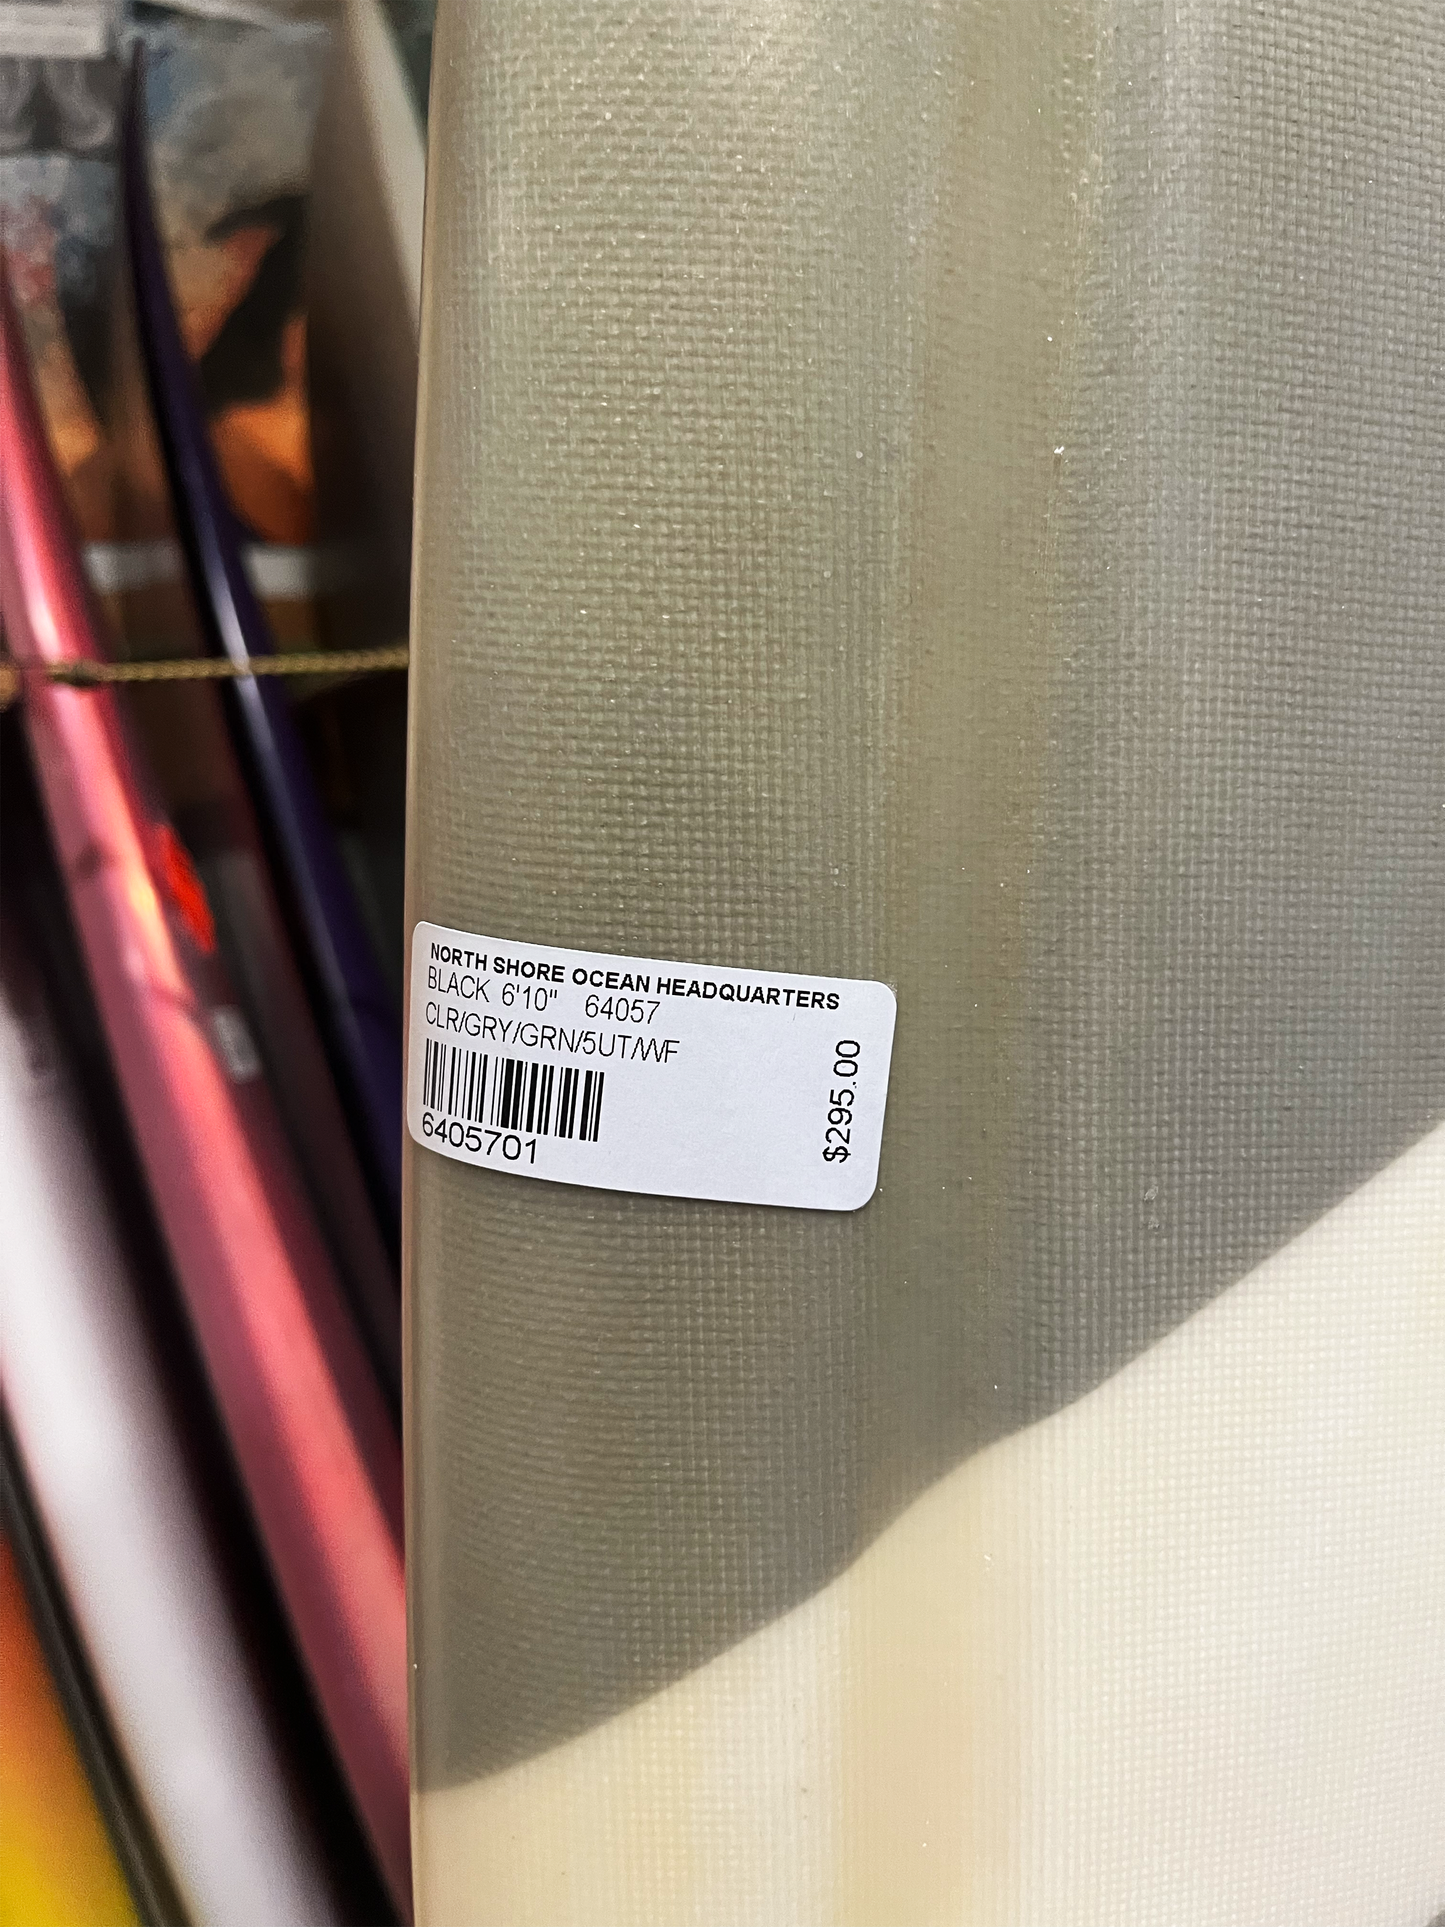 NORTH SHORE OCEAN HEADQUARTERS
BLACK 6'10" 64057
CLR/GRY/GRN/5UT/WF
6405701
$295.00